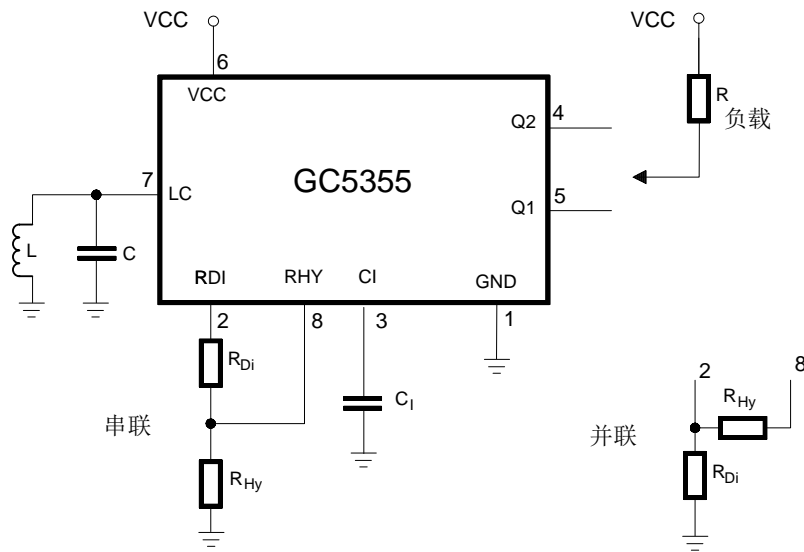 VCC
VCC
6
VCC
R
负载
Q2
4
7
LC
GC5355
Q1
5
L
C
RDI
RHY
CI
GND
2
8
3
1
RDi
CI
串联
RHy
2
8
RHy
并联
RDi